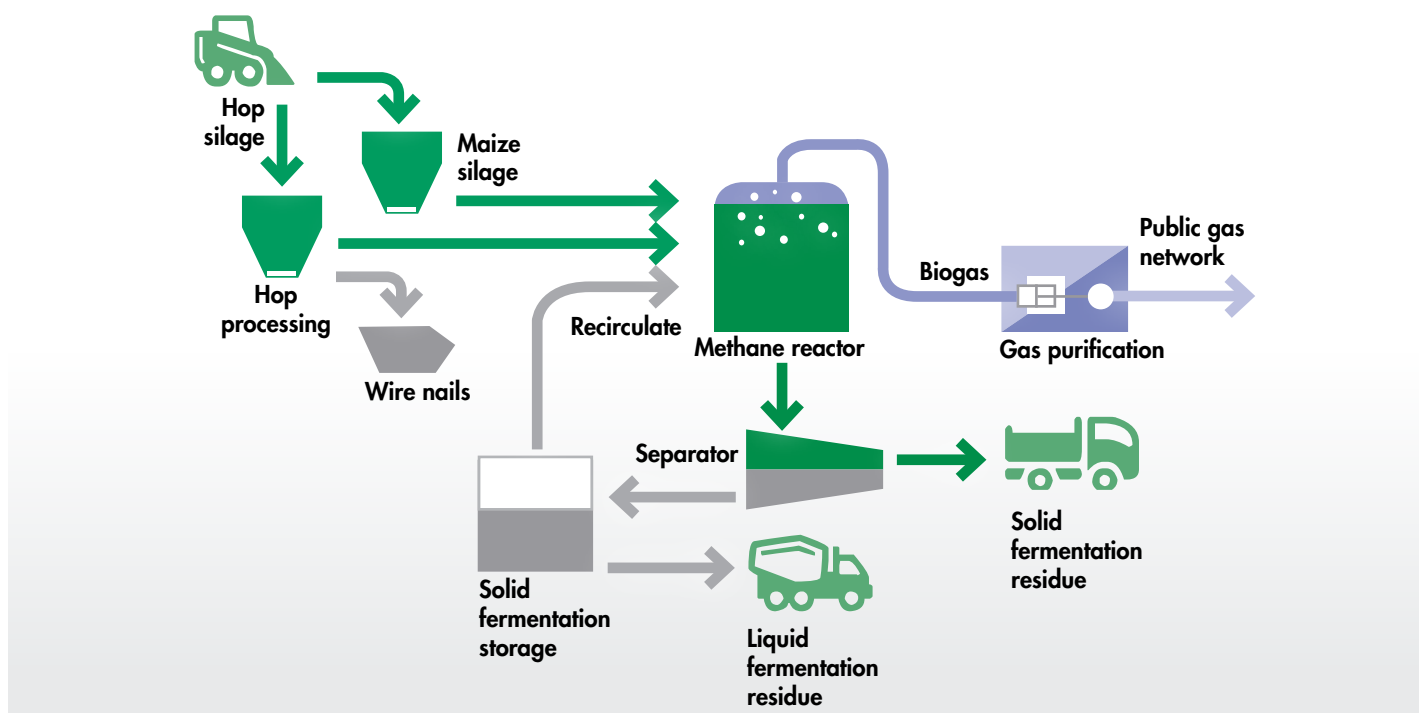 Hop
silage
Maize
silage
Hop
processing
Wire nails
Recirculate
Methane reactor
Biogas
Public gas
network
Gas purification
Separator
Solid
fermentation
residue
Solid
fermentation
storage
Liquid
fermentation
residue